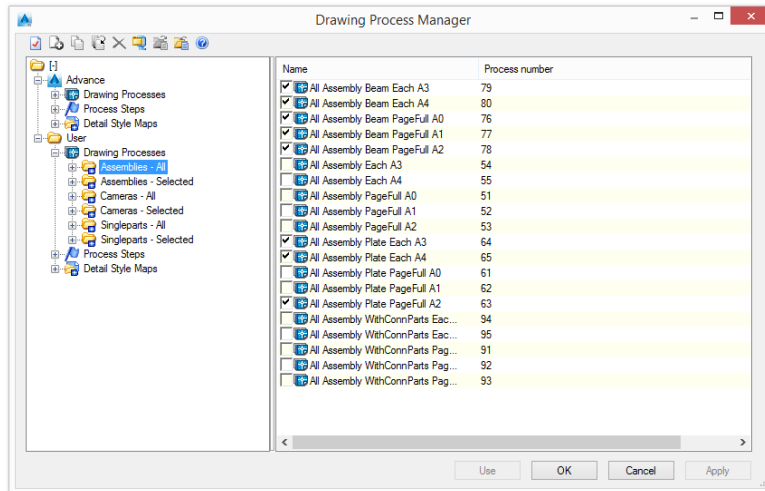 Drawing Process Manager
[-]
Advance
Drawing Processes
Process Steps
Detail Style Maps
User
Drawing Processes
Assemblies - All
Assemblies - Selected
Cameras - All
Cameras - Selected
Singleparts - All
Singleparts - Selected
Process Steps
Detail Style Maps
Name Process number
All Assembly Beam Each A3 79
All Assembly Beam Each A4 80
All Assembly Beam PageFull A0 76
All Assembly Beam PageFull A1 77
All Assembly Beam PageFull A2 78
All Assembly Each A3 54
All Assembly Each A4 55
All Assembly PageFull A0 51
All Assembly PageFull A1 52
All Assembly PageFull A2 53
All Assembly Plate Each A3 64
All Assembly Plate Each A4 65
All Assembly Plate PageFull A0 61
All Assembly Plate PageFull A1 62
All Assembly Plate PageFull A2 63
All Assembly WithConnParts Eac... 94
All Assembly WithConnParts Eac... 95
All Assembly WithConnParts Pag... 91
All Assembly WithConnParts Pag... 92
All Assembly WithConnParts Pag... 93
Use OK Cancel Apply